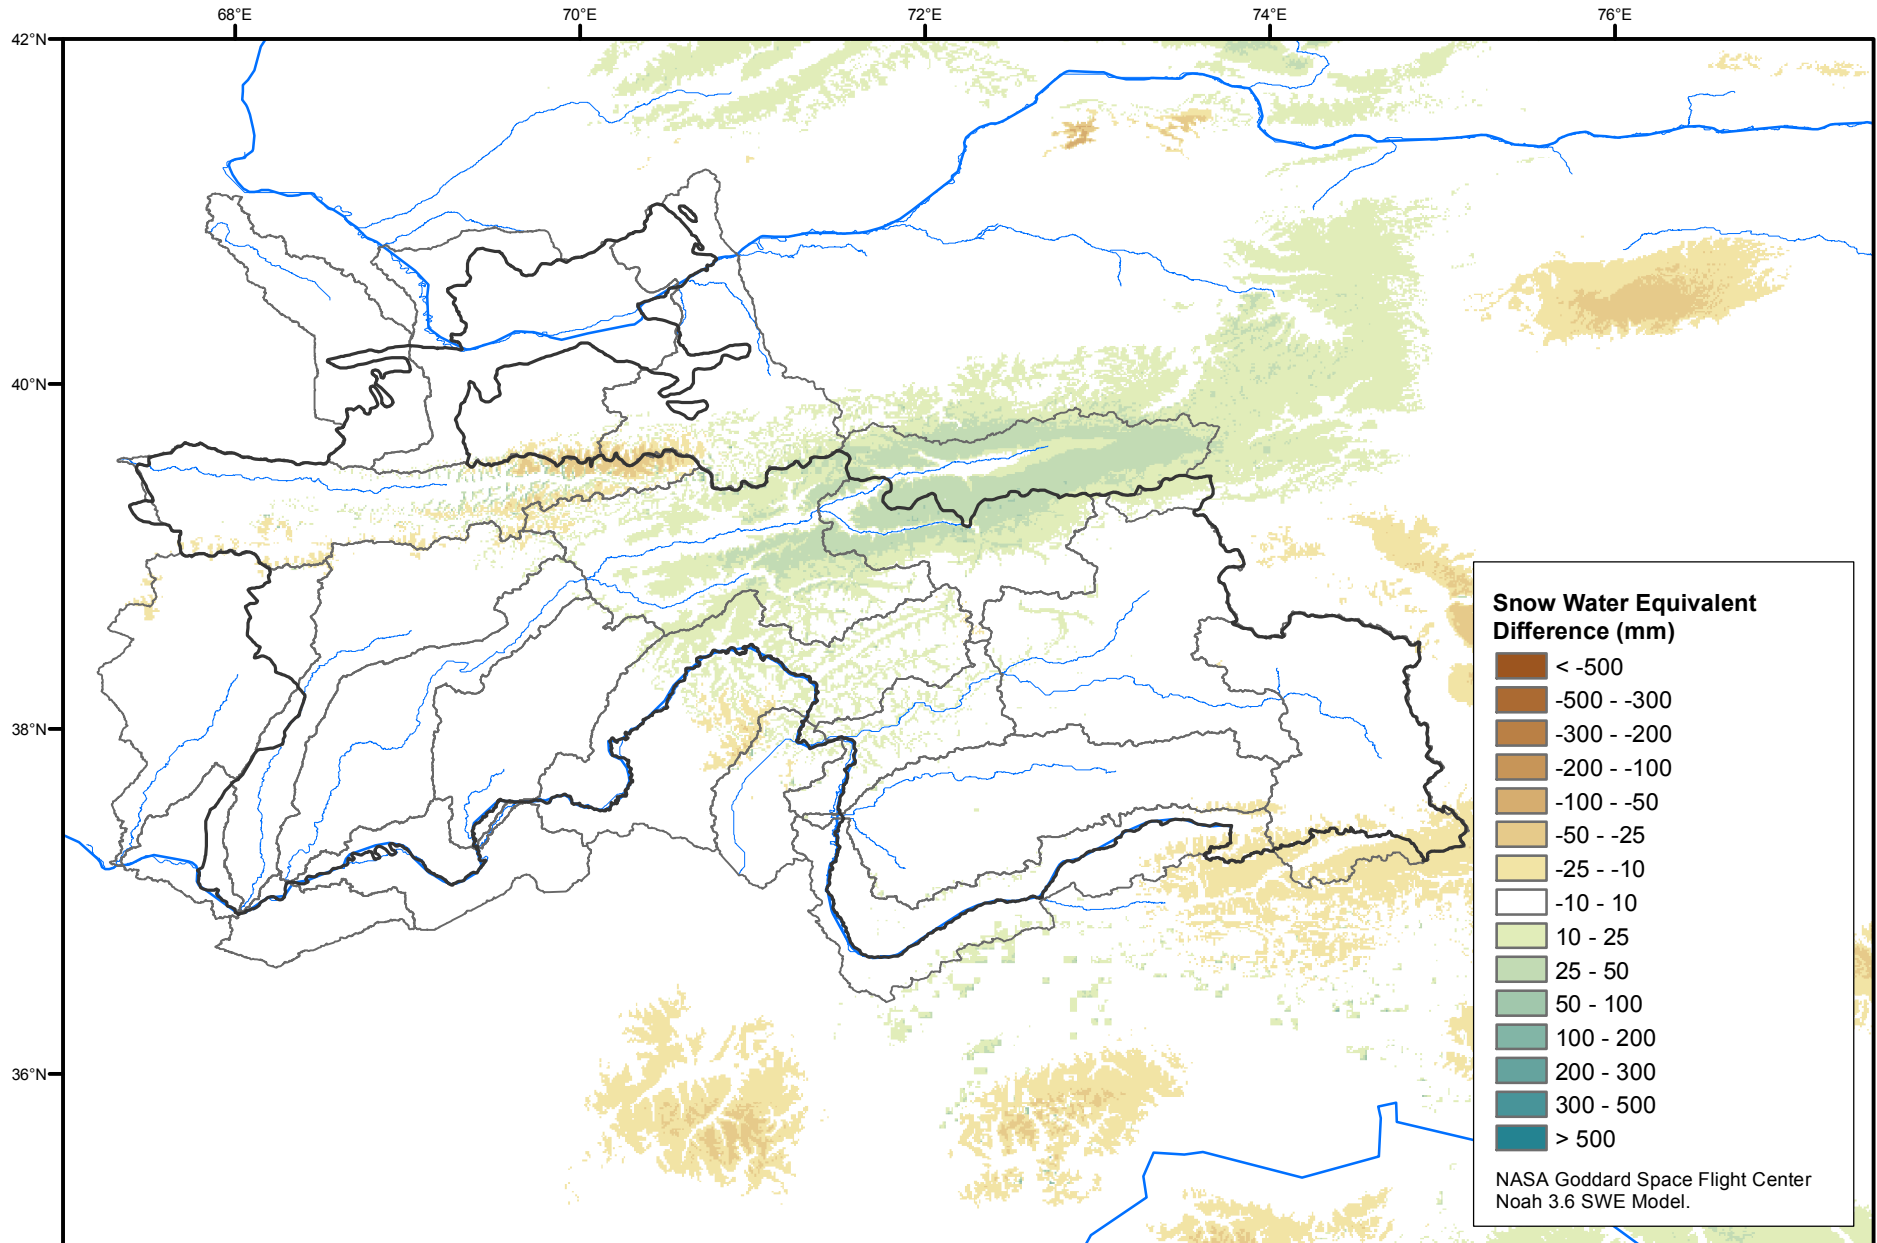 68°E
70°E
72°E
74°E
76°E
42°N
40°N
38°N
36°N
Snow Water Equivalent
Difference (mm)
< -500
-500 - -300
-300 - -200
-200 - -100
-100 - -50
-50 - -25
-25 - -10
-10 - 10
10 - 25
25 - 50
50 - 100
100 - 200
200 - 300
300 - 500
> 500
NASA Goddard Space Flight Center
Noah 3.6 SWE Model.